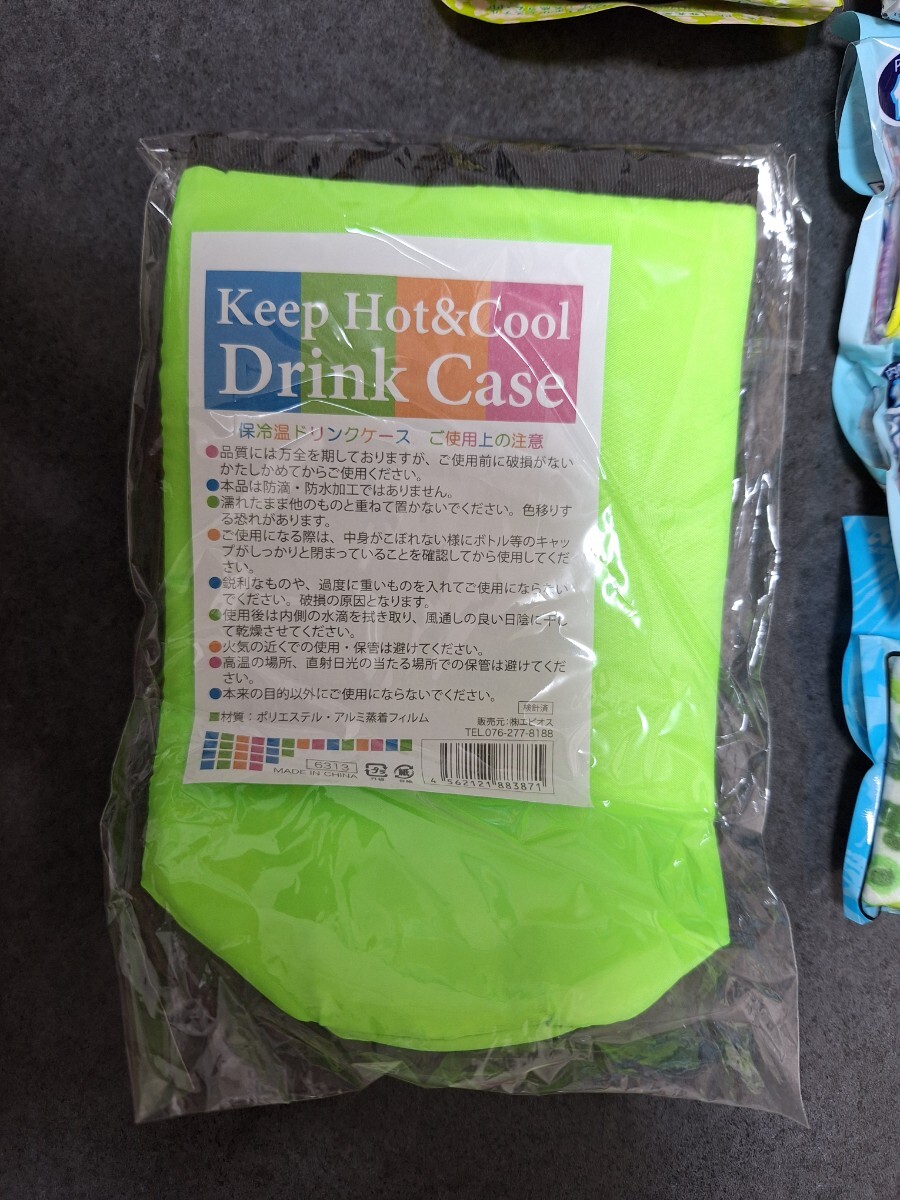 Keep Hot&Cool
Drink Case
保冷温ドリンクケース ご使用上の注意
●品質には万全を期しておりますが、ご使用前に破損がない
かたしかめてからご使用ください。
●本品は防滴・防水加工ではありません。
●濡れたまま他のものと重ねて置かないでください。色移りす
る恐れがあります。
●ご使用になる際は、中身がこぼれない様にボトル等のキャッ
プがしっかりと閉まっていることを確認してから使用してくだ
さい。
●鋭利なものや、過度に重いものを入れてご使用にならない
でください。破損の原因となります。
●使用後は内側の水滴を拭き取り、風通しの良い日陰に干し
て乾燥させてください。
●火気の近くでの使用・保管は避けてください。
●高温の場所、直射日光の当たる場所での保管は避けてくだ
さい。
●本来の目的以外にご使用にならないでください。
検針済
■材質：ポリエステル・アルミ蒸着フィルム
販売元：㈱エピオス
TEL.076-277-8188
6313
MADE IN CHINA
プラ
外装
紙
台紙
4 562121 883871